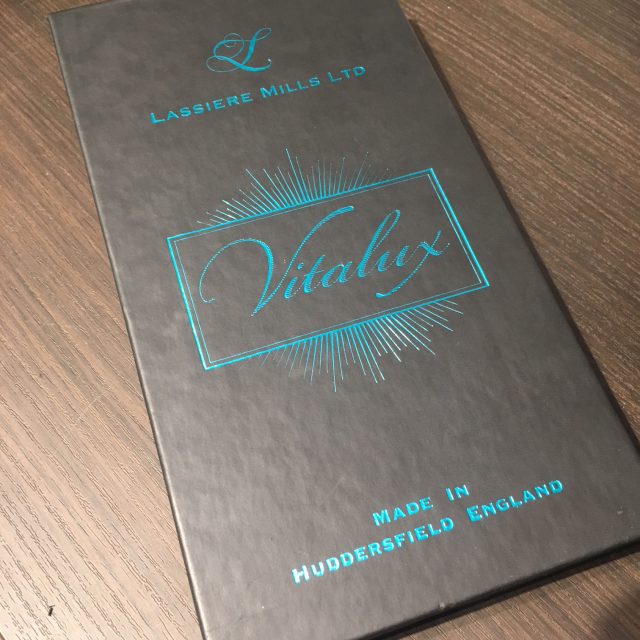 L
LASSIERE MILLS LTD
Vitalux
MADE IN
HUDDERSFIELD ENGLAND